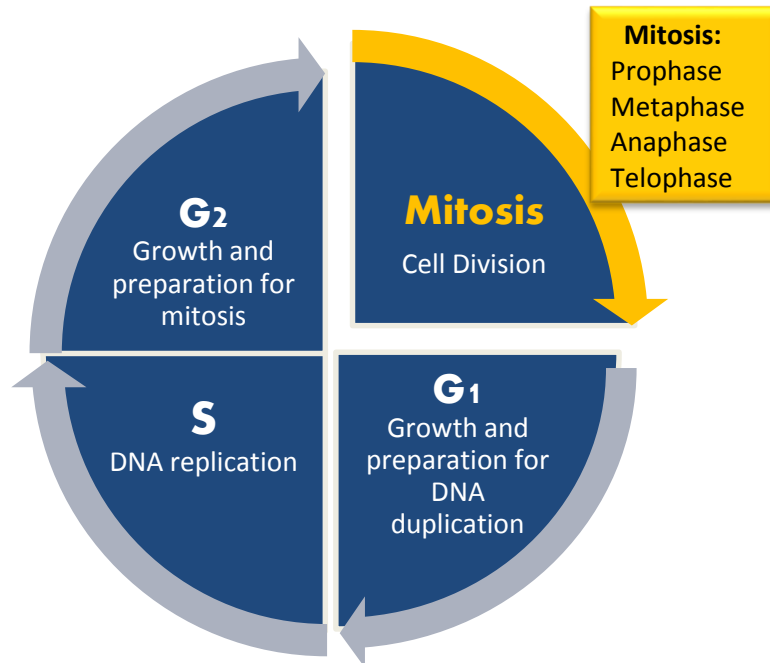 Mitosis:
Prophase
Metaphase
Anaphase
Telophase
Mitosis
Cell Division
G2
Growth and
preparation for
mitosis
S
DNA replication
G1
Growth and
preparation for
DNA
duplication